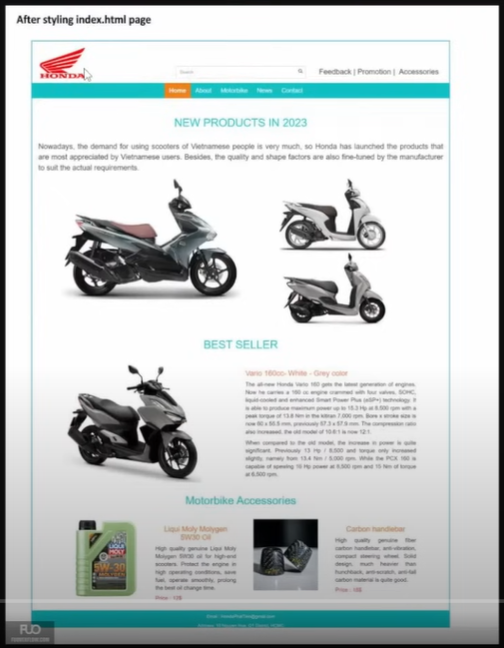 After styling index.html page
HONDA
Search
Feedback | Promotion | Accessories
Home About Motorbike News Contact
NEW PRODUCTS IN 2023
Nowadays, the demand for using scooters of Vietnamese people is very much, so Honda has launched the products that
are most appreciated by Vietnamese users. Besides, the quality and shape factors are also fine-tuned by the manufacturer
to suit the actual requirements.
BEST SELLER
Vario 160cc- White - Grey color
The all-new Honda Vario 160 gets the latest generation of engines.
Now he carries a 160 cc engine crammed with four valves, SOHC,
liquid-cooled and enhanced Smart Power Plus (eSP+) technology. It
is able to produce maximum power up to 15.3 Hp at 8,500 rpm with a
peak torque of 13.8 Nm in the kitiran 7,000 rpm. Bore x stroke size is
now 60 x 55.5 mm, previously 57.3 x 57.9 mm. The compression ratio
also increased, the old model of 10.6:1 is now 12:1.
When compared to the old model, the increase in power is quite
significant. Previously 13 Hp / 8,500 and torque only increased
slightly, namely from 13.4 Nm / 5,000 rpm. While the PCX 160 is
capable of spewing 16 Hp power at 8,500 rpm and 15 Nm of torque
at 6,500 rpm.
Motorbike Accessories
LIQUI
MOLY
5W-30
MOLYGEN
Liqui Moly Molygen
5W30 Oil
High quality genuine Liqui Moly
Molygen 5W30 oil for high-end
scooters. Protect the engine in
high operating conditions, save
fuel, operate smoothly, prolong
the best oil change time.
Price : 10$
Carbon handlebar
High quality genuine fiber
carbon handlebar, anti-vibration,
compact steering wheel. Solid
design, much heavier than
hunchback, anti-scratch, anti-fall
carbon material is quite good.
Price : 10$
FUO